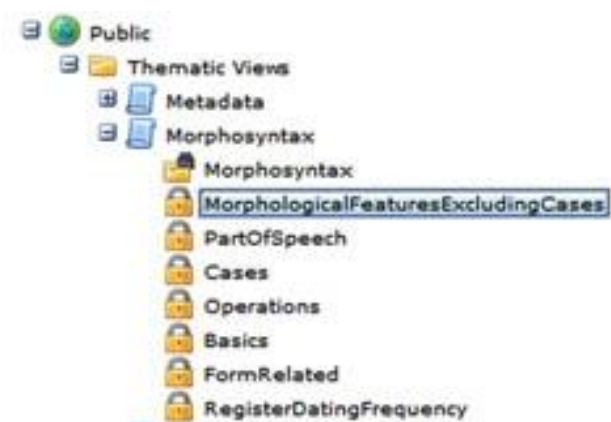 Public
Thematic Views
Metadata
Morphosyntax
Morphosyntax
MorphologicalFeaturesExcludingCases
PartOfSpeech
Cases
Operations
Basics
FormRelated
RegisterDatingFrequency